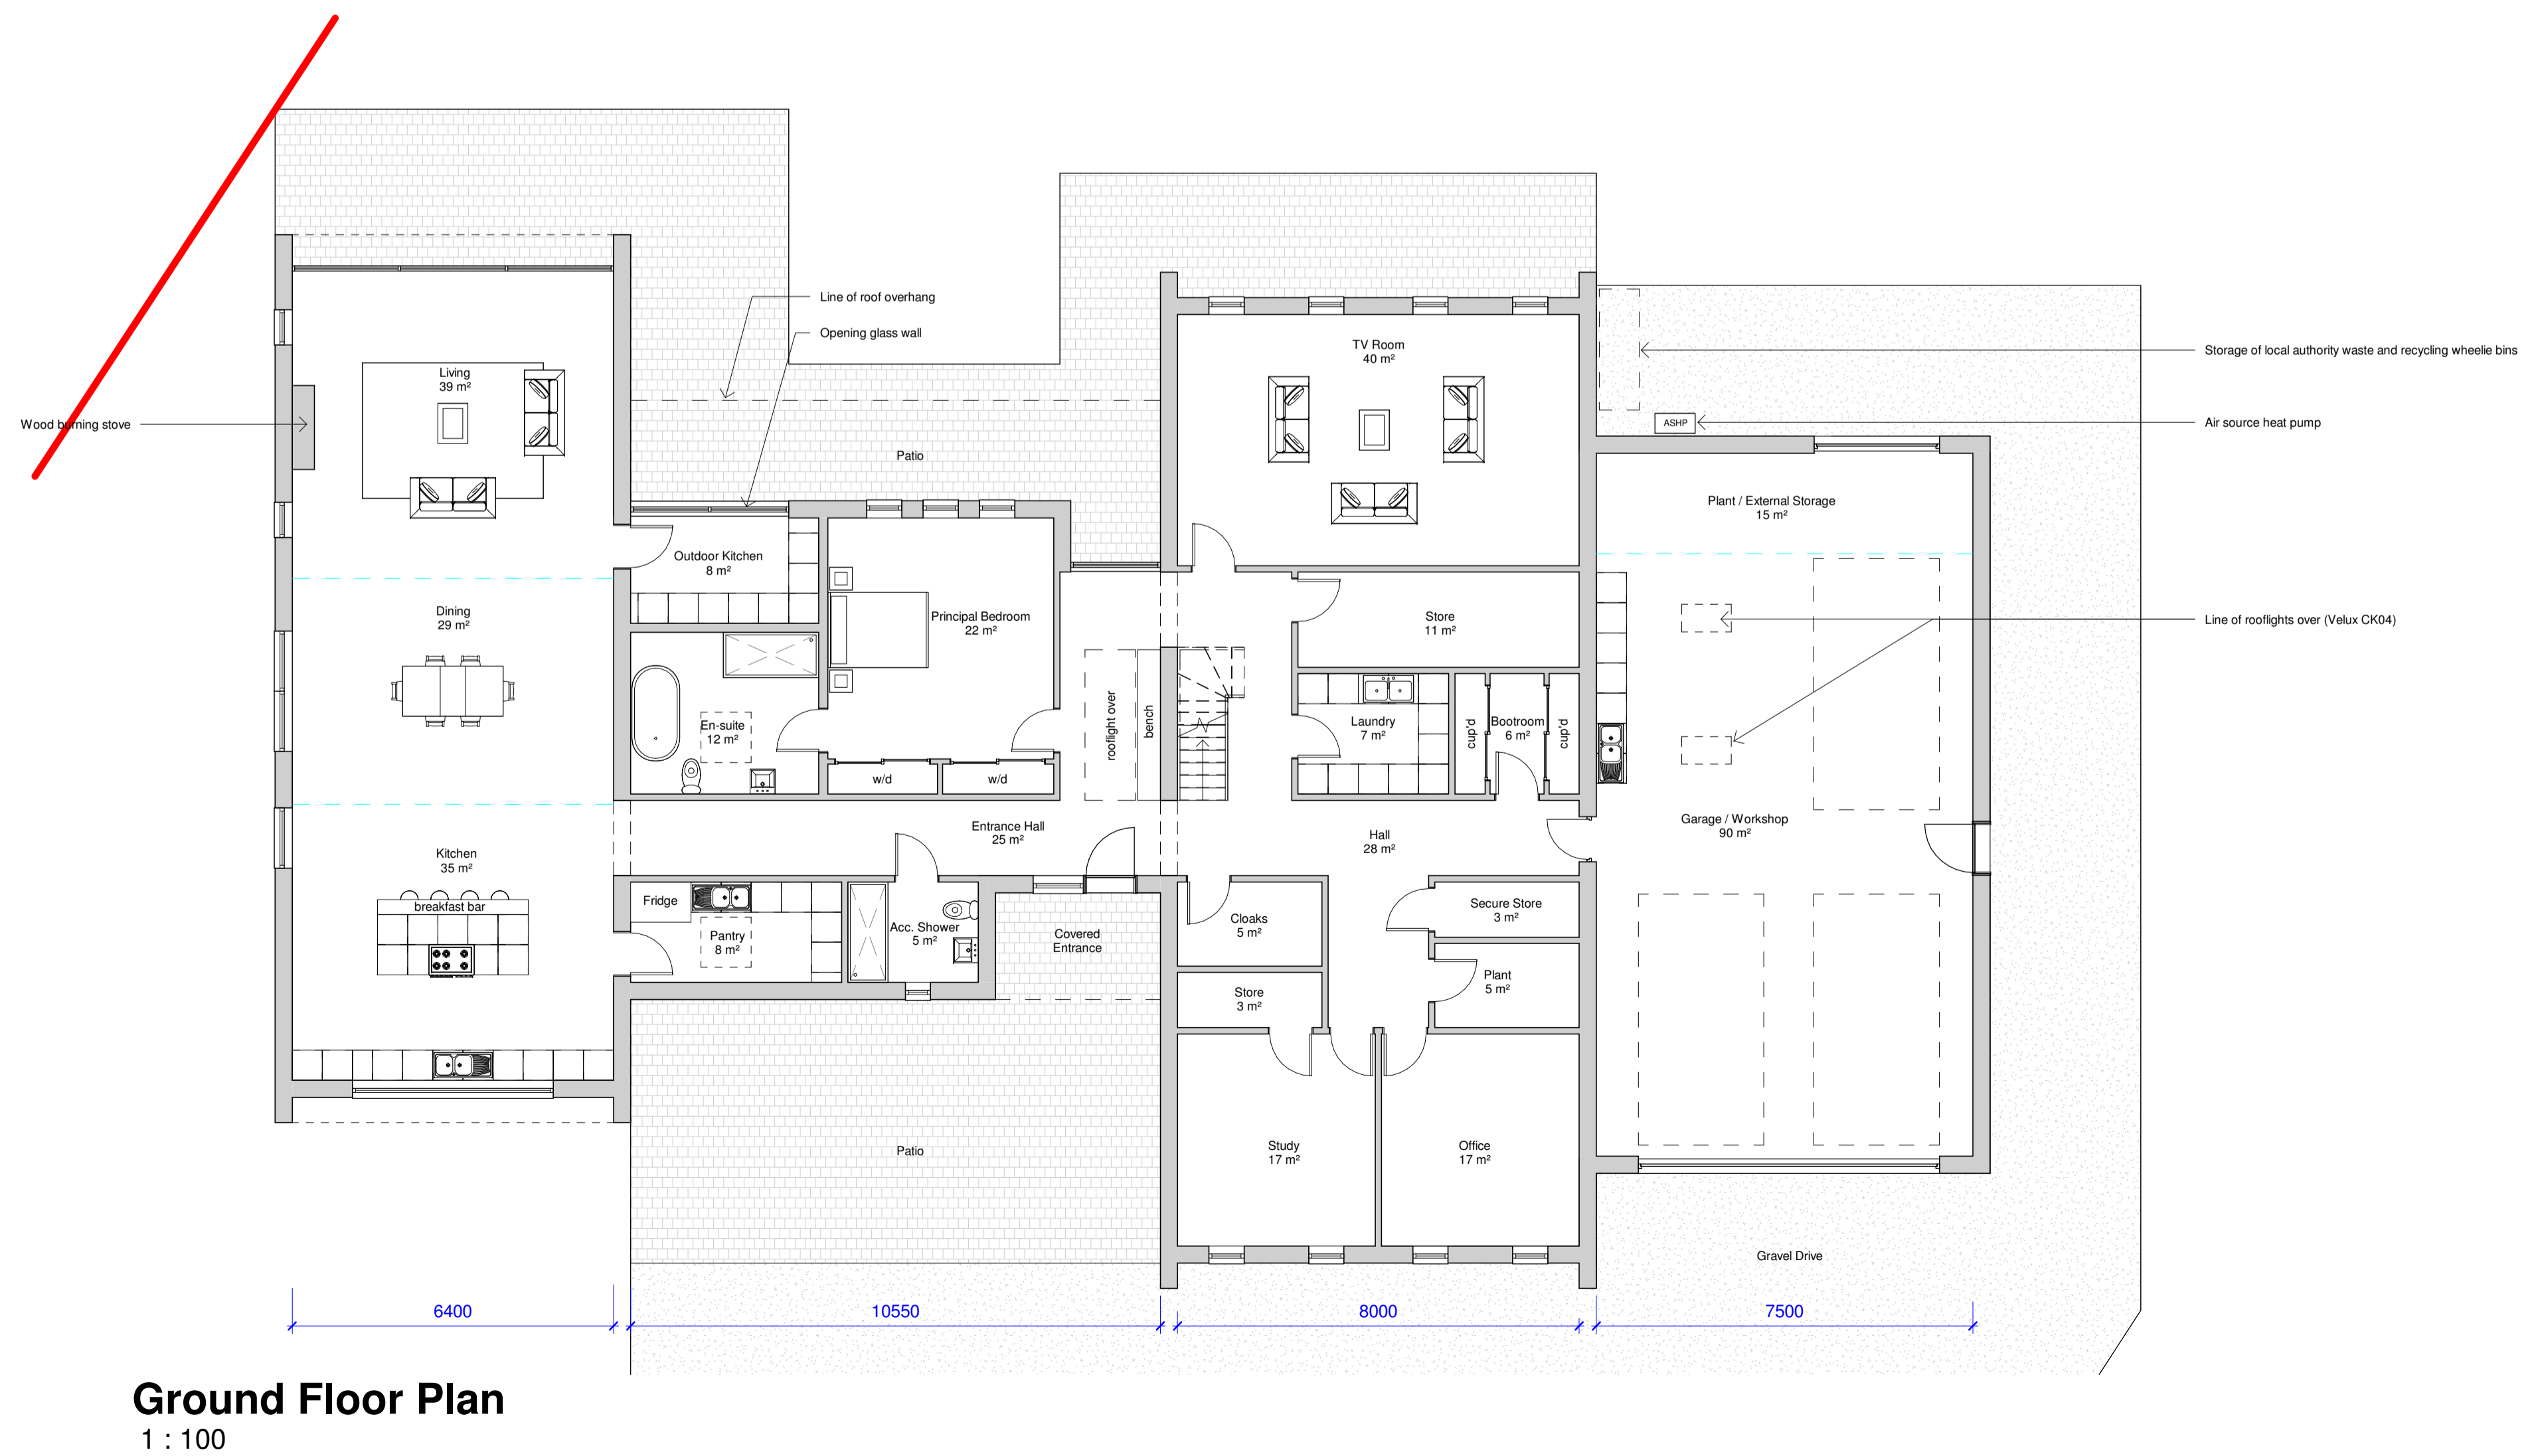 Line of roof overhang
Opening glass wall
Wood burning stove
Living
39 m²
Patio
TV Room
40 m²
Storage of local authority waste and recycling wheelie bins
ASHP
Air source heat pump
Plant / External Storage
15 m²
Outdoor Kitchen
8 m²
Dining
29 m²
Principal Bedroom
22 m²
Store
11 m²
Line of rooflights over (Velux CK04)
En-suite
12 m²
w/d
w/d
rooflight over
bench
Laundry
7 m²
cup'd
Bootroom
6 m²
cup'd
Entrance Hall
25 m²
Hall
28 m²
Garage / Workshop
90 m²
Kitchen
35 m²
breakfast bar
Fridge
Pantry
8 m²
Acc. Shower
5 m²
Covered
Entrance
Cloaks
5 m²
Secure Store
3 m²
Store
3 m²
Plant
5 m²
Patio
Study
17 m²
Office
17 m²
Gravel Drive
6400
10550
8000
7500
Ground Floor Plan
1 : 100